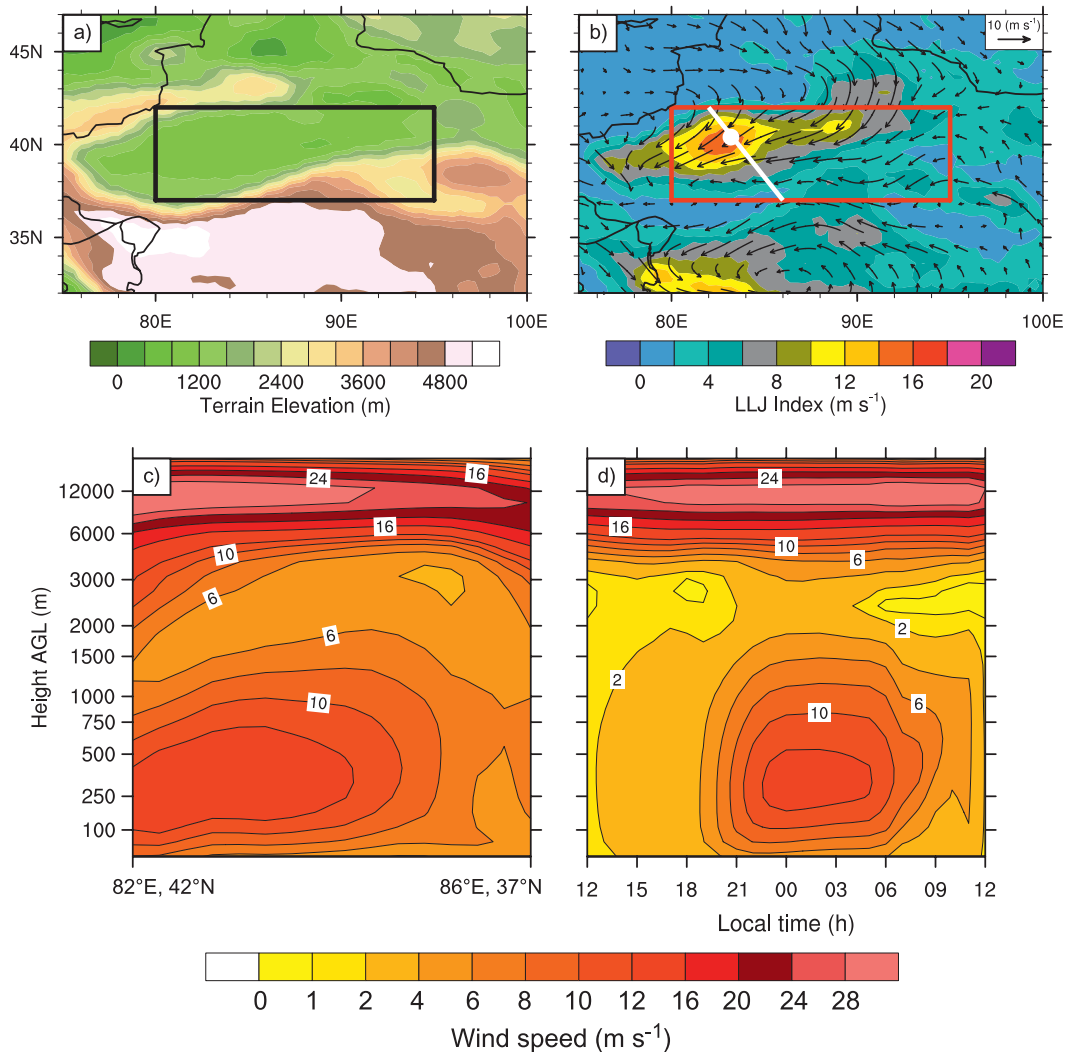 a)
45N
40N
35N
80E 90E 100E
0 1200 2400 3600 4800
Terrain Elevation (m)
b)
10 (m s⁻¹)
45N
40N
35N
80E 90E 100E
0 4 8 12 16 20
LLJ Index (m s⁻¹)
c)
Height AGL (m)
12000
6000
3000
2000
1500
1000
750
500
250
100
24
16
16
10
6
6
10
82°E, 42°N 86°E, 37°N
d)
24
16
10
6
2
2
10
6
12 15 18 21 00 03 06 09 12
Local time (h)
0 1 2 4 6 8 10 12 16 20 24 28
Wind speed (m s⁻¹)